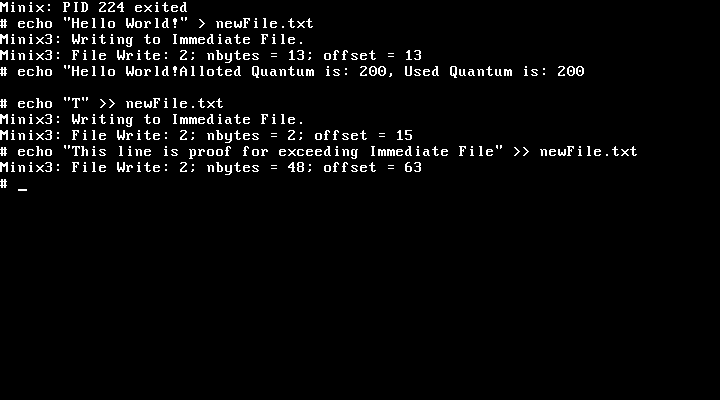 Minix: PID 224 exited
# echo "Hello World!" > newFile.txt
Minix3: Writing to Immediate File.
Minix3: File Write: 2; nbytes = 13; offset = 13
# echo "Hello World!Alloted Quantum is: 200, Used Quantum is: 200
# echo "T" >> newFile.txt
Minix3: Writing to Immediate File.
Minix3: File Write: 2; nbytes = 2; offset = 15
# echo "This line is proof for exceeding Immediate File" >> newFile.txt
Minix3: File Write: 2; nbytes = 48; offset = 63
# _